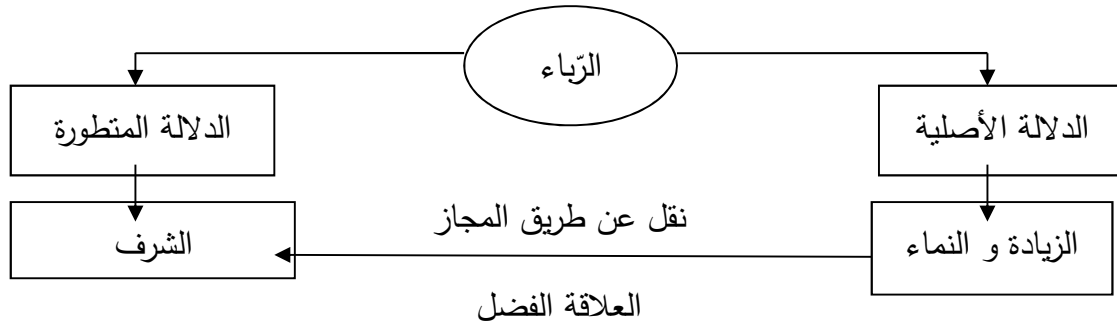 الرّباء
الدلالة الأصلية
الدلالة المتطورة
الزيادة و النماء
نقل عن طريق المجاز
الشرف
العلاقة الفضل